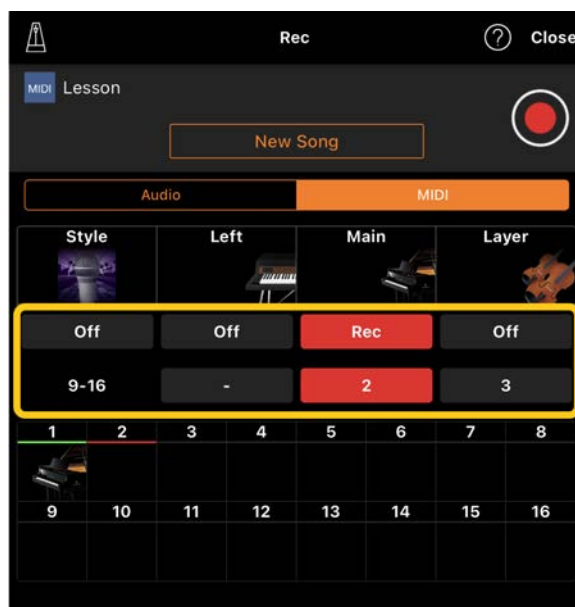 Rec
? Close
MIDI Lesson
New Song
Audio MIDI
Style Left Main Layer
Off Off Rec Off
9-16 - 2 3
1 2 3 4 5 6 7 8
9 10 11 12 13 14 15 16